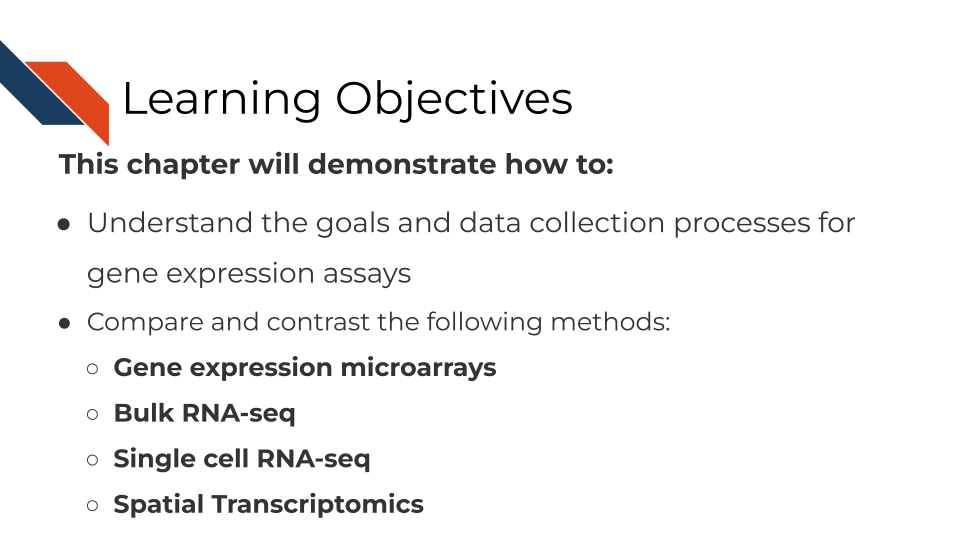 Learning Objectives
This chapter will demonstrate how to:
● Understand the goals and data collection processes for
gene expression assays
● Compare and contrast the following methods:
○ Gene expression microarrays
○ Bulk RNA-seq
○ Single cell RNA-seq
○ Spatial Transcriptomics